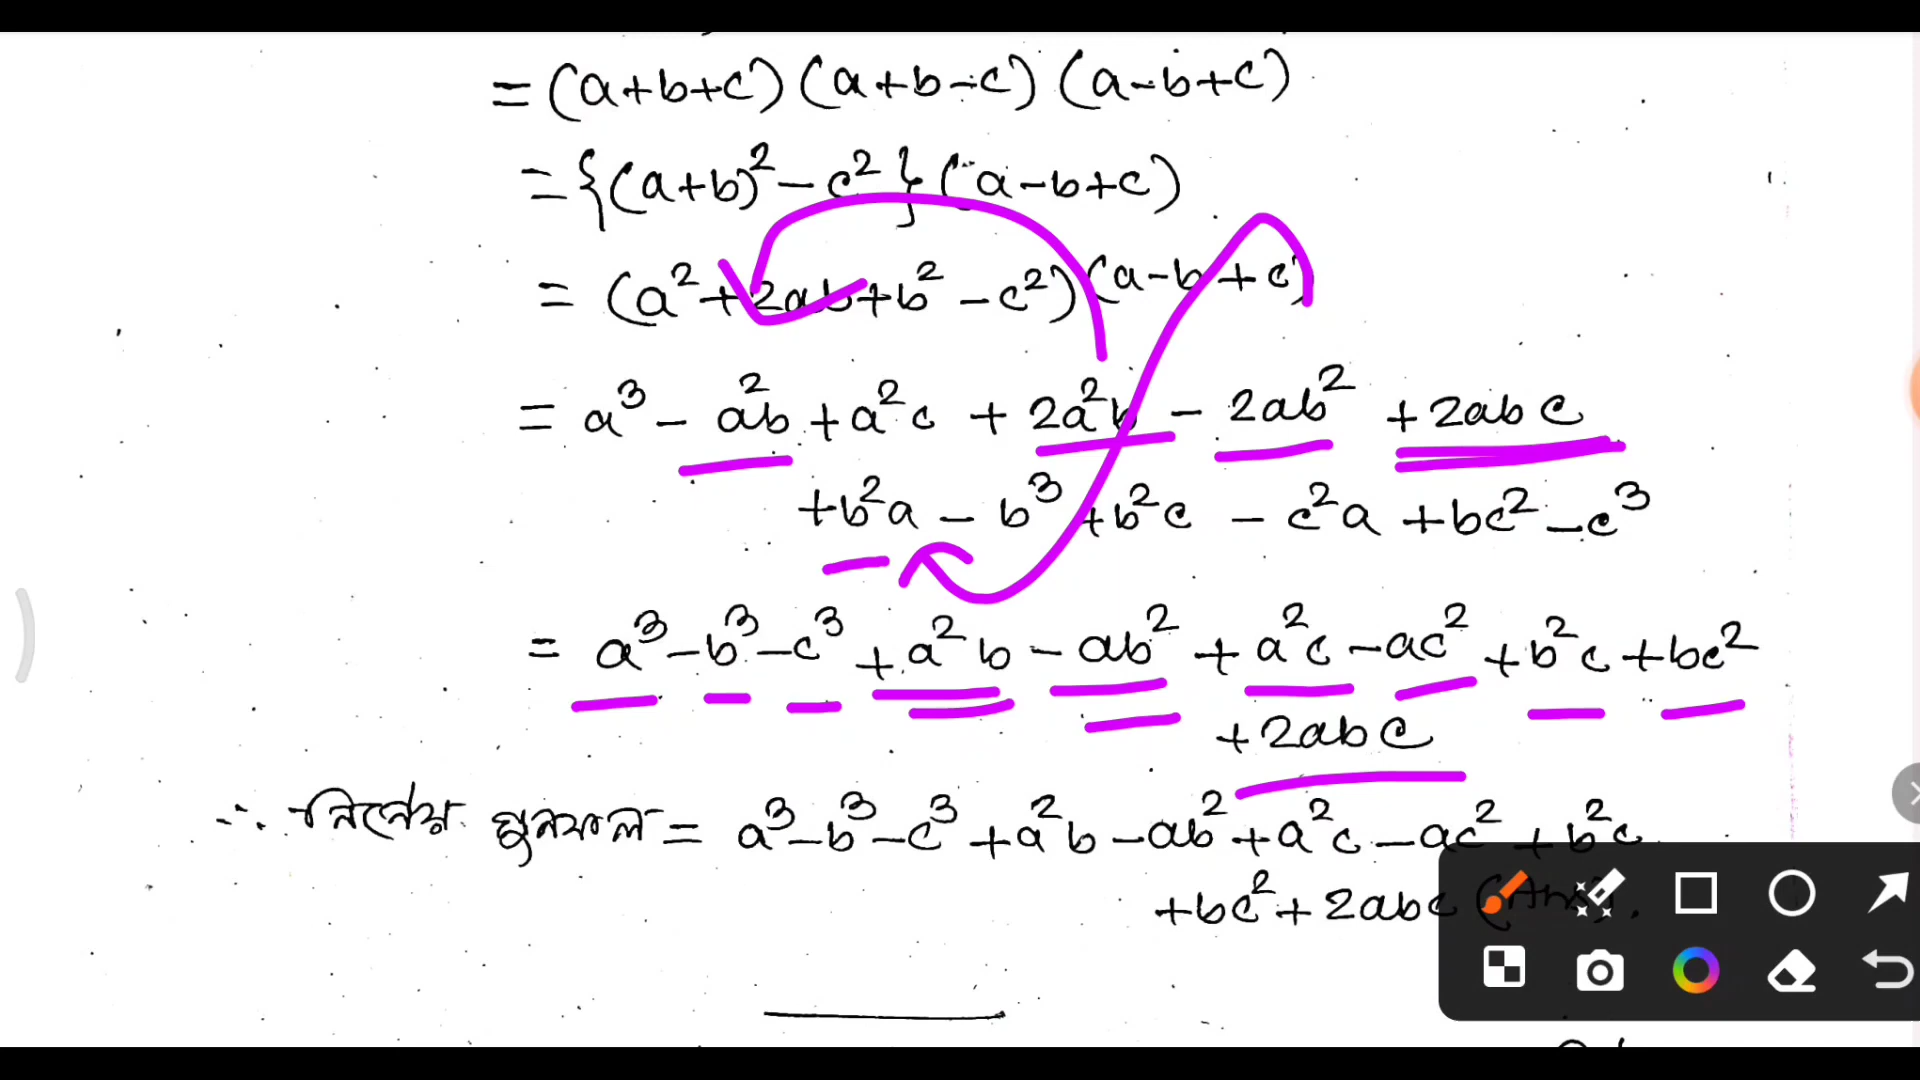 = (a+b+c) (a+b-c) (a-b+c)
= {(a+b)² - c²} (a-b+c)
= (a²+2ab+b²-c²)(a-b+c)
= a³ - a²b + a²c + 2a²b - 2ab² + 2abc
+b²a - b³ + b²c - c²a + bc² - c³
= a³-b³-c³+a²b-ab²+a²c-ac²+b²c+bc²
+2abc
∴ নির্ণেয় গুনফল = a³-b³-c³+a²b-ab²+a²c-ac²+b²c
+bc²+2abc (Ans).